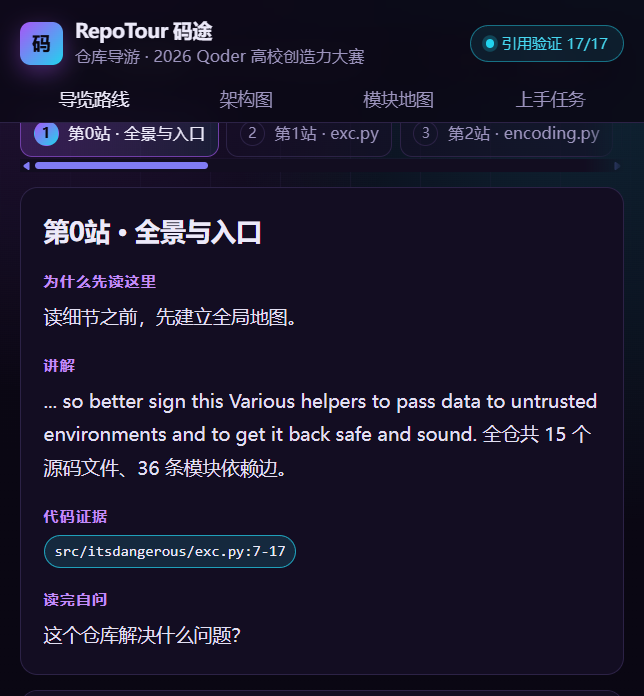 码
RepoTour 码途
仓库导游 · 2026 Qoder 高校创造力大赛
引用验证 17/17
导览路线
架构图
模块地图
上手任务
1 第0站 · 全景与入口
2 第1站 · exc.py
3 第2站 · encoding.py
第0站 · 全景与入口
为什么先读这里
读细节之前，先建立全局地图。
讲解
... so better sign this Various helpers to pass data to untrusted
environments and to get it back safe and sound. 全仓共 15 个
源码文件、36 条模块依赖边。
代码证据
src/itsdangerous/exc.py:7-17
读完自问
这个仓库解决什么问题？